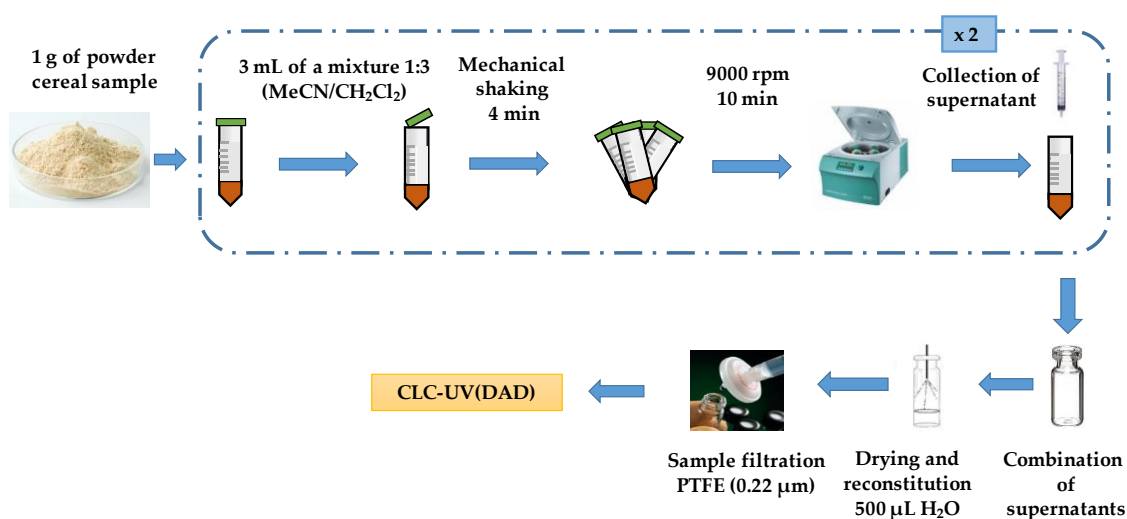 1 g of powder
cereal sample
3 mL of a mixture 1:3
(MeCN/CH₂Cl₂)
Mechanical
shaking
4 min
9000 rpm
10 min
x 2
Collection of
supernatant
CLC-UV(DAD)
Sample filtration
PTFE (0.22 µm)
Drying and
reconstitution
500 µL H₂O
Combination
of
supernatants